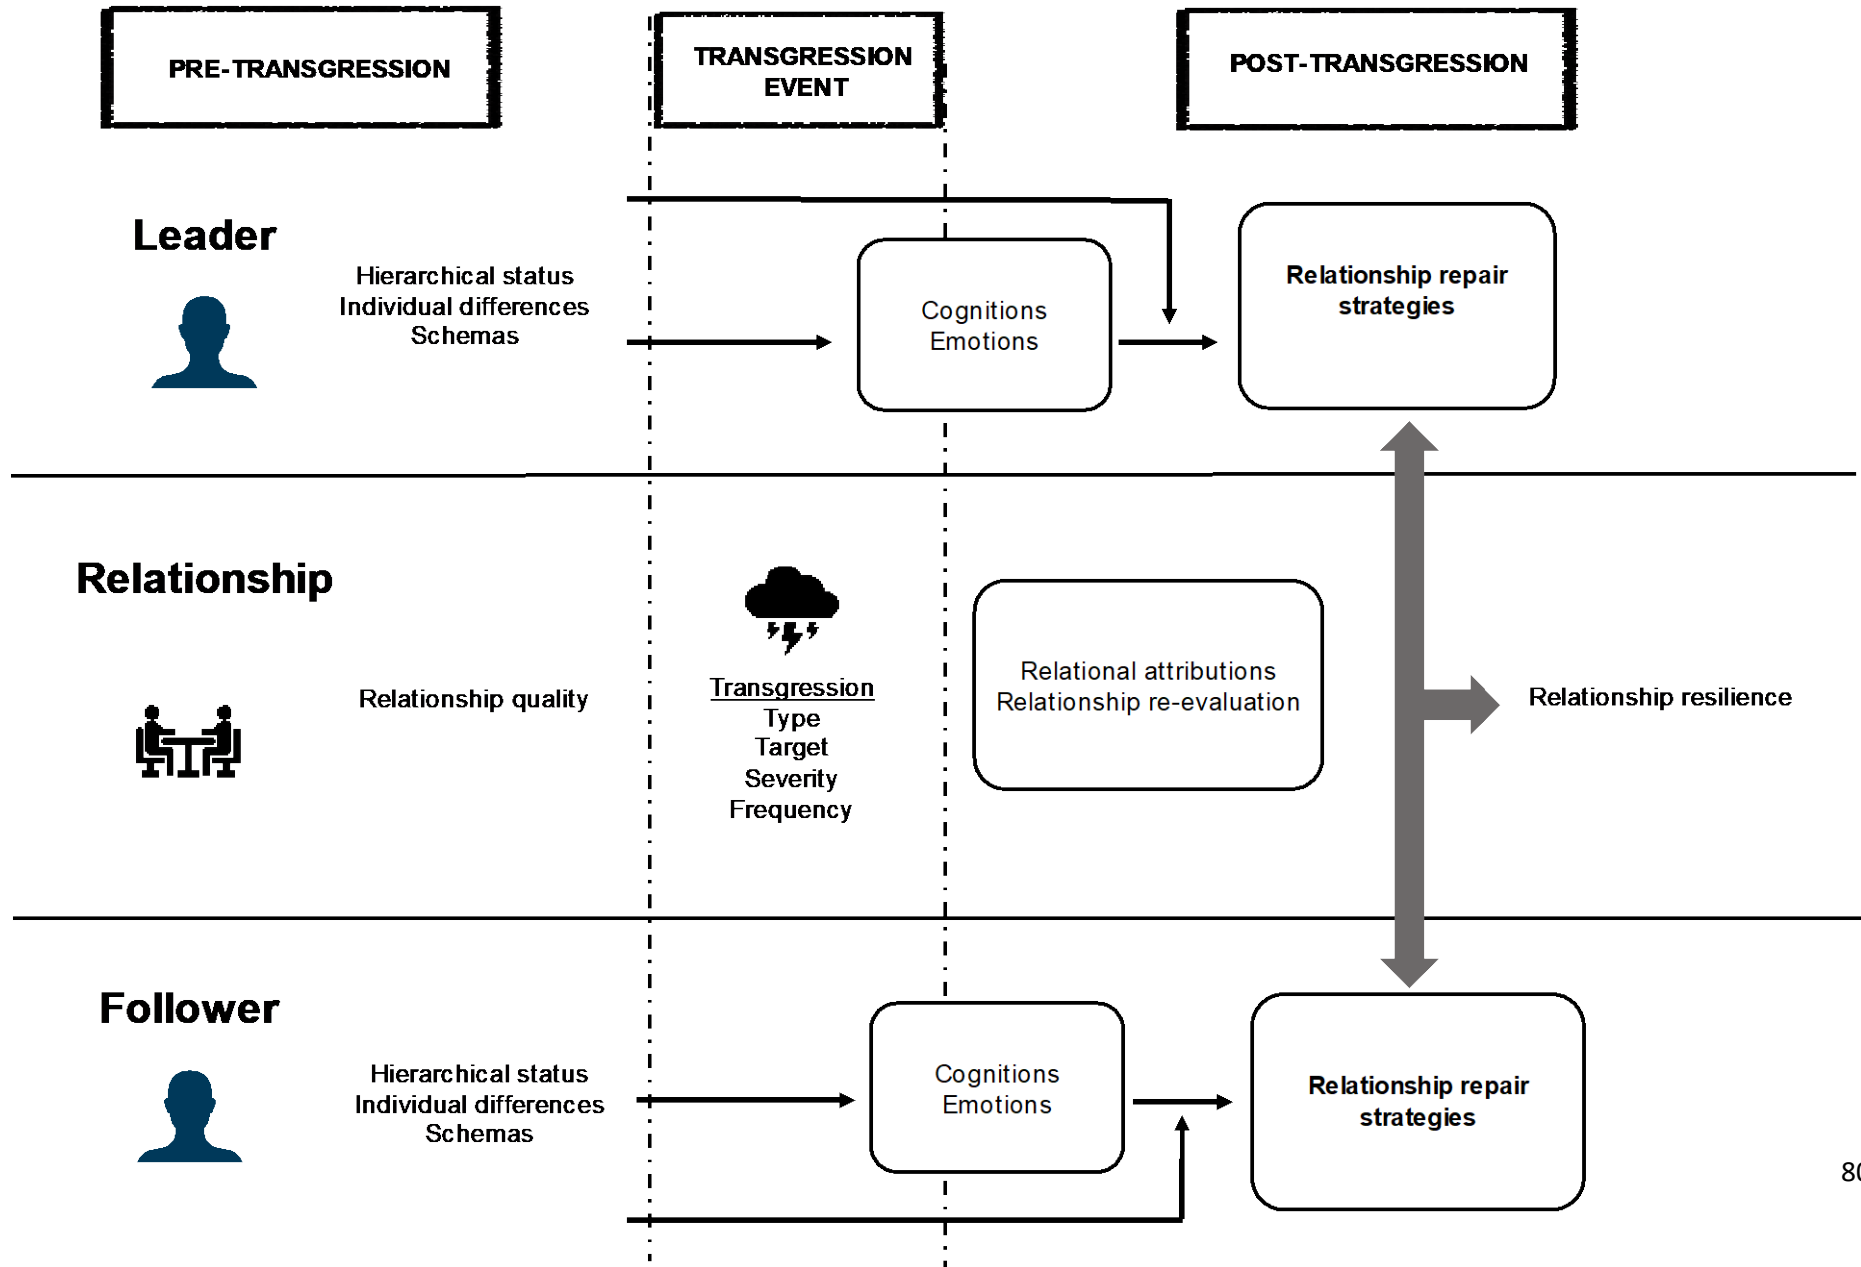 PRE-TRANSGRESSION
TRANSGRESSION
EVENT
POST-TRANSGRESSION
Leader
Hierarchical status
Individual differences
Schemas
Cognitions
Emotions
Relationship repair
strategies
Relationship
Relationship quality
Transgression
Type
Target
Severity
Frequency
Relational attributions
Relationship re-evaluation
Relationship resilience
Follower
Hierarchical status
Individual differences
Schemas
Cognitions
Emotions
Relationship repair
strategies
80